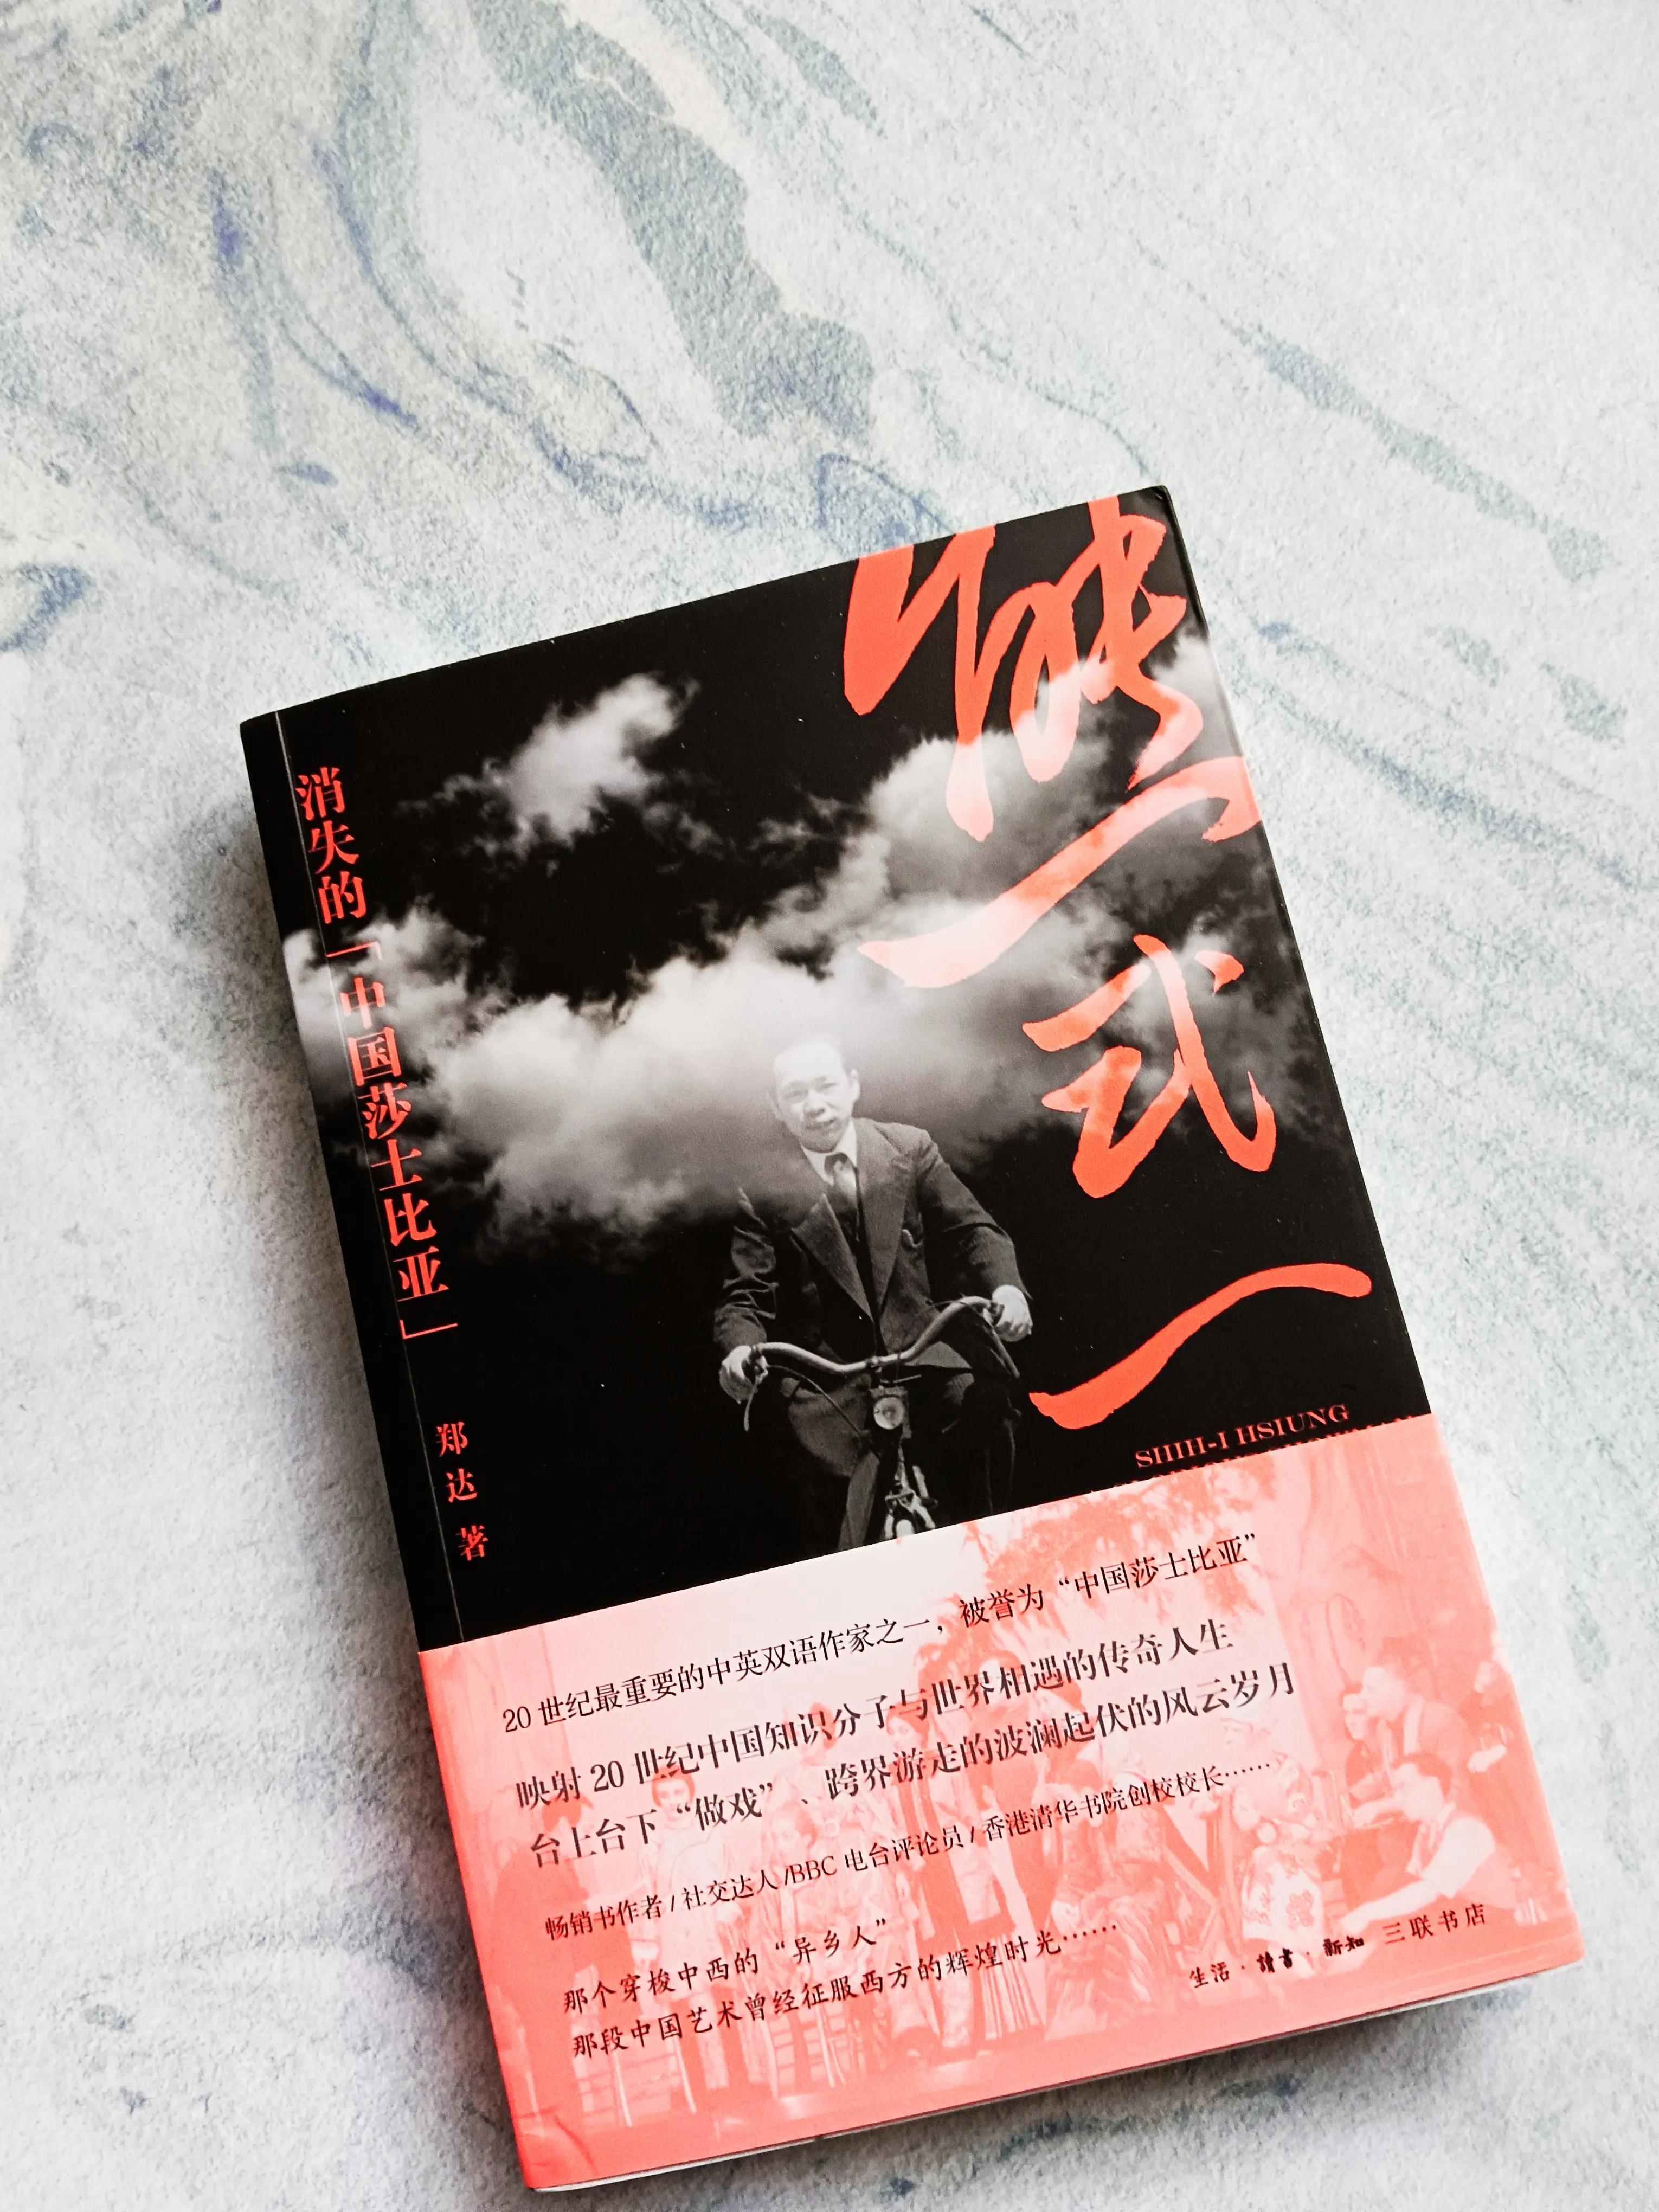 熊式一
SHIH-I HSIUNG
消失的「中国莎士比亚」
郑达 著
20世纪最重要的中英双语作家之一，被誉为“中国莎士比亚”
映射20世纪中国知识分子与世界相遇的传奇人生
台上台下“做戏”、跨界游走的波澜起伏的风云岁月
畅销书作者/社交达人/BBC电台评论员/香港清华书院创校校长……
那个穿梭中西的“异乡人”
那段中国艺术曾经征服西方的辉煌时光……
生活·讀書·新知 三联书店